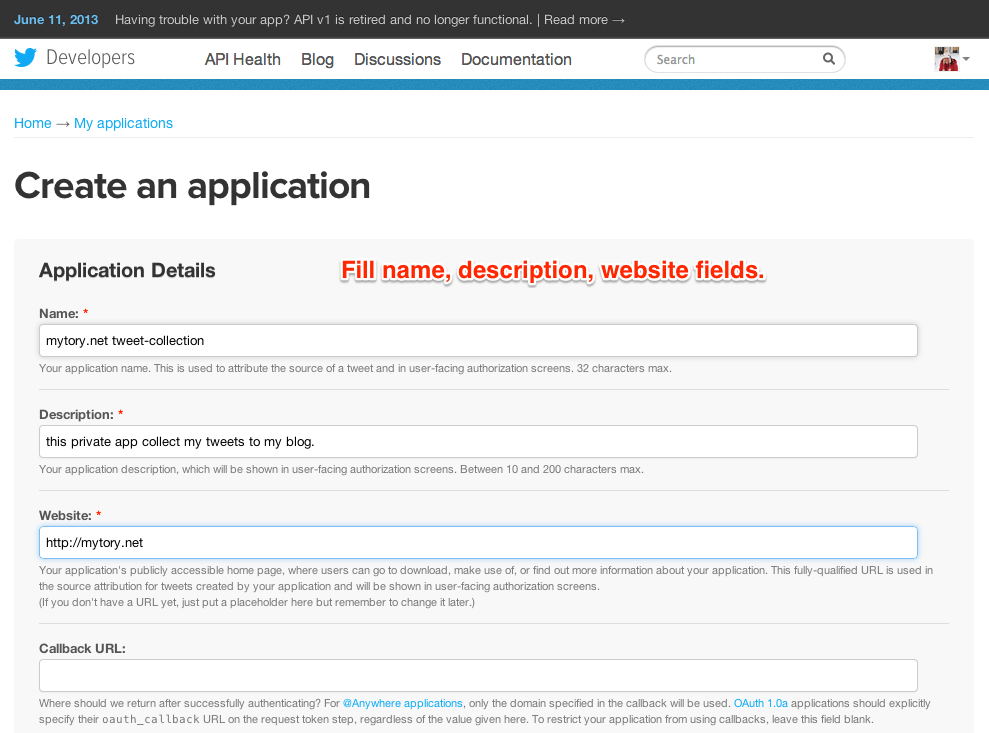 June 11, 2013 Having trouble with your app? API v1 is retired and no longer functional. | Read more →
Developers API Health Blog Discussions Documentation Search
Home → My applications
Create an application
Application Details
Fill name, description, website fields.
Name: *
mytory.net tweet-collection
Your application name. This is used to attribute the source of a tweet and in user-facing authorization screens. 32 characters max.
Description: *
this private app collect my tweets to my blog.
Your application description, which will be shown in user-facing authorization screens. Between 10 and 200 characters max.
Website: *
http://mytory.net
Your application's publicly accessible home page, where users can go to download, make use of, or find out more information about your application. This fully-qualified URL is used in
the source attribution for tweets created by your application and will be shown in user-facing authorization screens.
(If you don't have a URL yet, just put a placeholder here but remember to change it later.)
Callback URL:
Where should we return after successfully authenticating? For @Anywhere applications, only the domain specified in the callback will be used. OAuth 1.0a applications should explicitly
specify their oauth_callback URL on the request token step, regardless of the value given here. To restrict your application from using callbacks, leave this field blank.